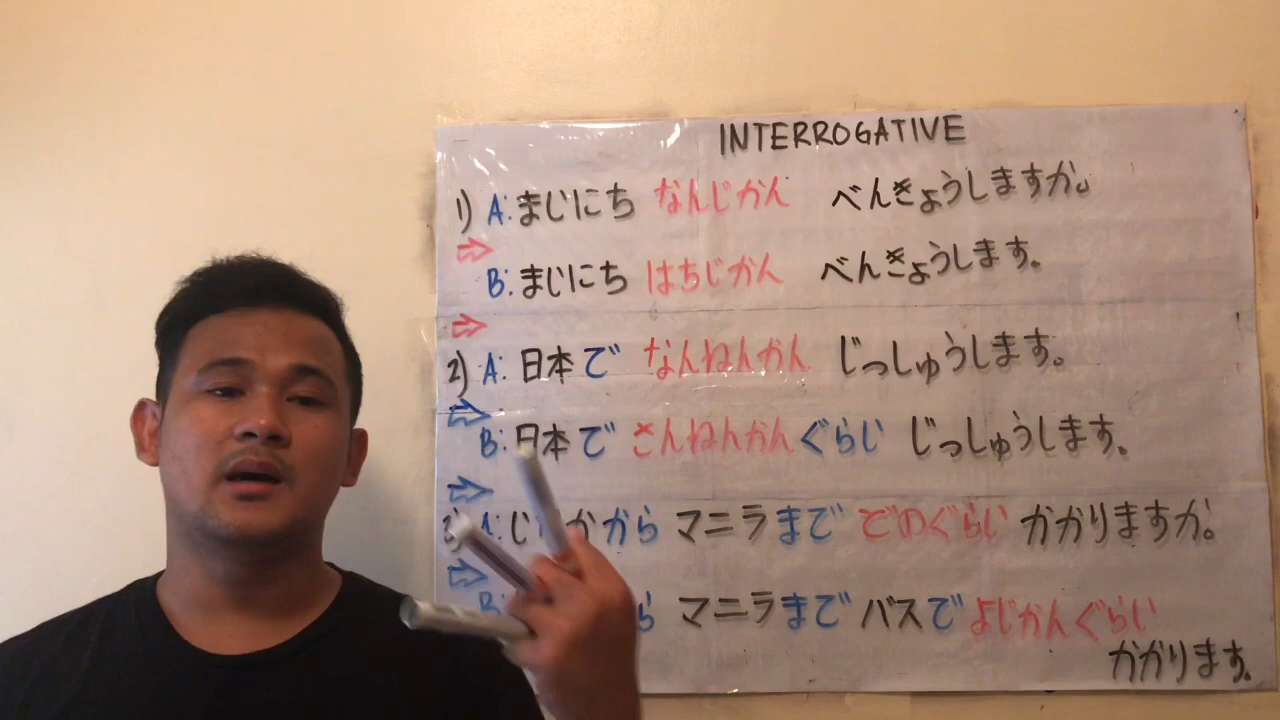 INTERROGATIVE
1) A: まいにち なんじかん べんきょうしますか。
B: まいにち はちじかん べんきょうします。
2) A: 日本で なんねんかん じっしゅうします。
B: 日本で さんねんかんぐらい じっしゅうします。
3) A: から マニラまで どのぐらい かかりますか。
B: ら マニラまで バスで よじかんぐらい
かかります。